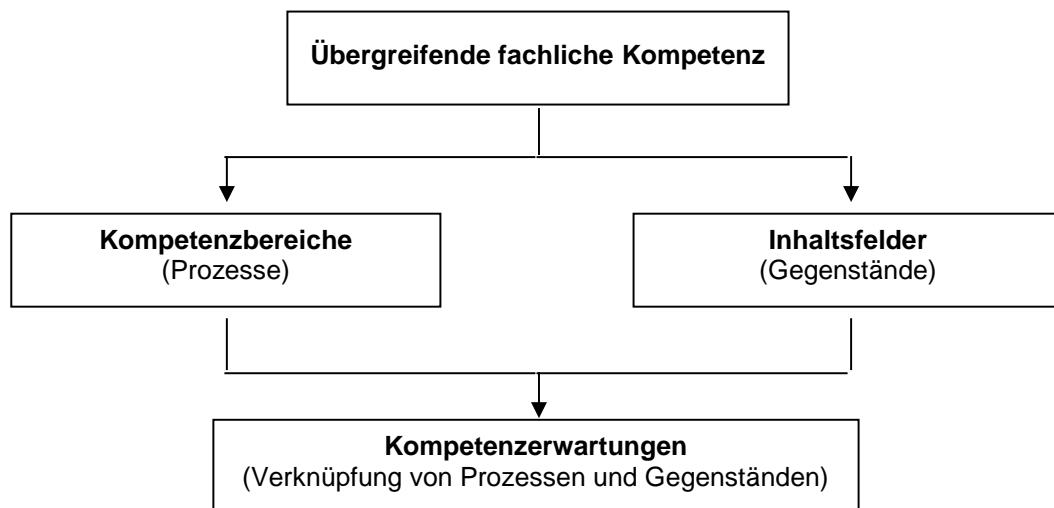 Übergreifende fachliche Kompetenz
Kompetenzbereiche
(Prozesse)
Inhaltsfelder
(Gegenstände)
Kompetenzerwartungen
(Verknüpfung von Prozessen und Gegenständen)